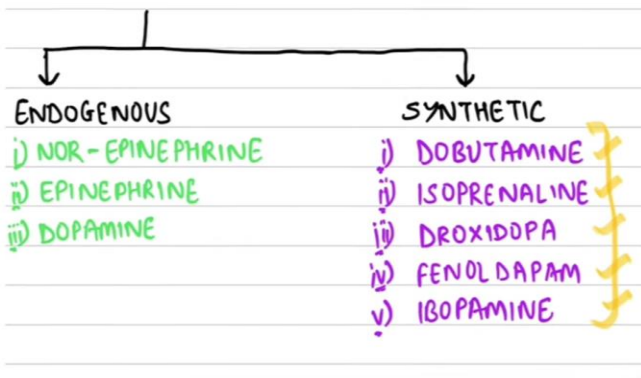 ENDOGENOUS
i) NOR-EPINEPHRINE
ii) EPINEPHRINE
iii) DOPAMINE
SYNTHETIC
i) DOBUTAMINE
ii) ISOPRENALINE
iii) DROXIDOPA
iv) FENOLDAPAM
v) IBOPAMINE